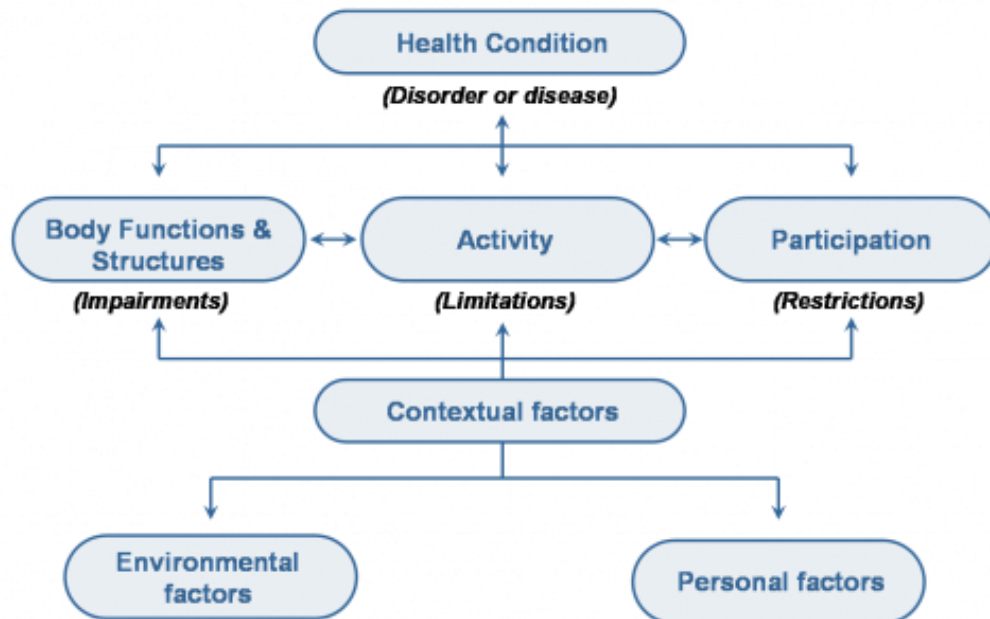 Health Condition
(Disorder or disease)
Body Functions &
Structures
Activity
Participation
(Impairments)
(Limitations)
(Restrictions)
Contextual factors
Environmental
factors
Personal factors